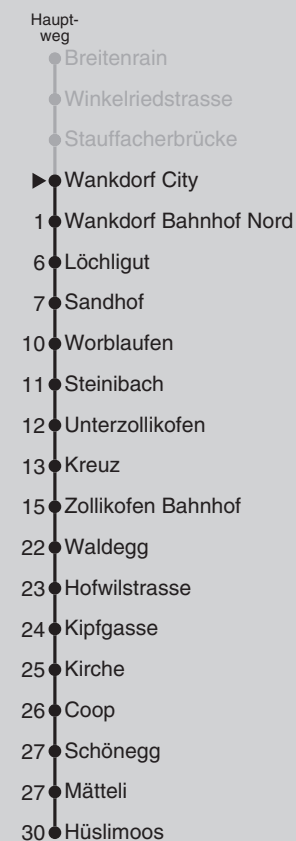 Haupt-
weg
Breitenrain
Winkelriedstrasse
Stauffacherbrücke
Wankdorf City
1 Wankdorf Bahnhof Nord
6 Löchligut
7 Sandhof
10 Worblaufen
11 Steinibach
12 Unterzollikofen
13 Kreuz
15 Zollikofen Bahnhof
22 Waldegg
23 Hofwilstrasse
24 Kipfgasse
25 Kirche
26 Coop
27 Schönegg
27 Mätteli
30 Hüslimoos